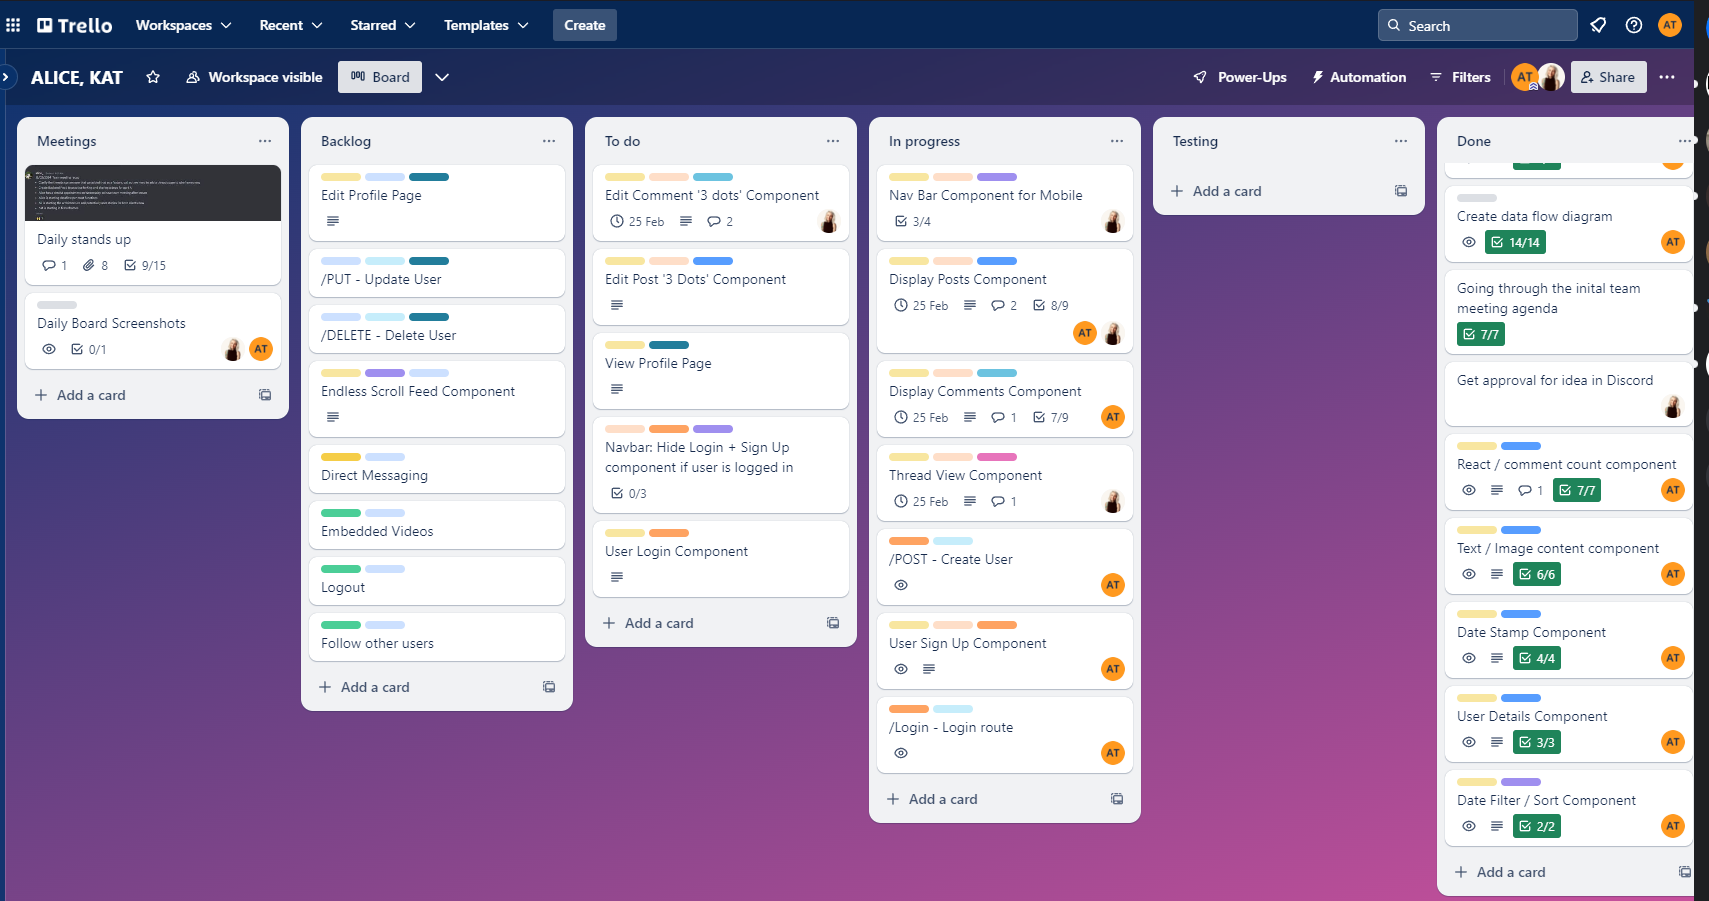 Trello
Workspaces
Recent
Starred
Templates
Create
Search
AT
ALICE, KAT
Workspace visible
Board
Power-Ups
Automation
Filters
AT
Share
Meetings
Daily stands up
1 8 9/15
Daily Board Screenshots
0/1 AT
Add a card
Backlog
Edit Profile Page
/PUT - Update User
/DELETE - Delete User
Endless Scroll Feed Component
Direct Messaging
Embedded Videos
Logout
Follow other users
Add a card
To do
Edit Comment '3 dots' Component
25 Feb 2
Edit Post '3 Dots' Component
View Profile Page
Navbar: Hide Login + Sign Up
component if user is logged in
0/3
User Login Component
Add a card
In progress
Nav Bar Component for Mobile
3/4
Display Posts Component
25 Feb 2 8/9
AT
Display Comments Component
25 Feb 1 7/9 AT
Thread View Component
25 Feb 1
/POST - Create User
AT
User Sign Up Component
AT
/Login - Login route
AT
Add a card
Testing
Add a card
Done
Create data flow diagram
14/14 AT
Going through the inital team
meeting agenda
7/7
Get approval for idea in Discord
React / comment count component
1 7/7 AT
Text / Image content component
6/6 AT
Date Stamp Component
4/4 AT
User Details Component
3/3 AT
Date Filter / Sort Component
2/2 AT
Add a card